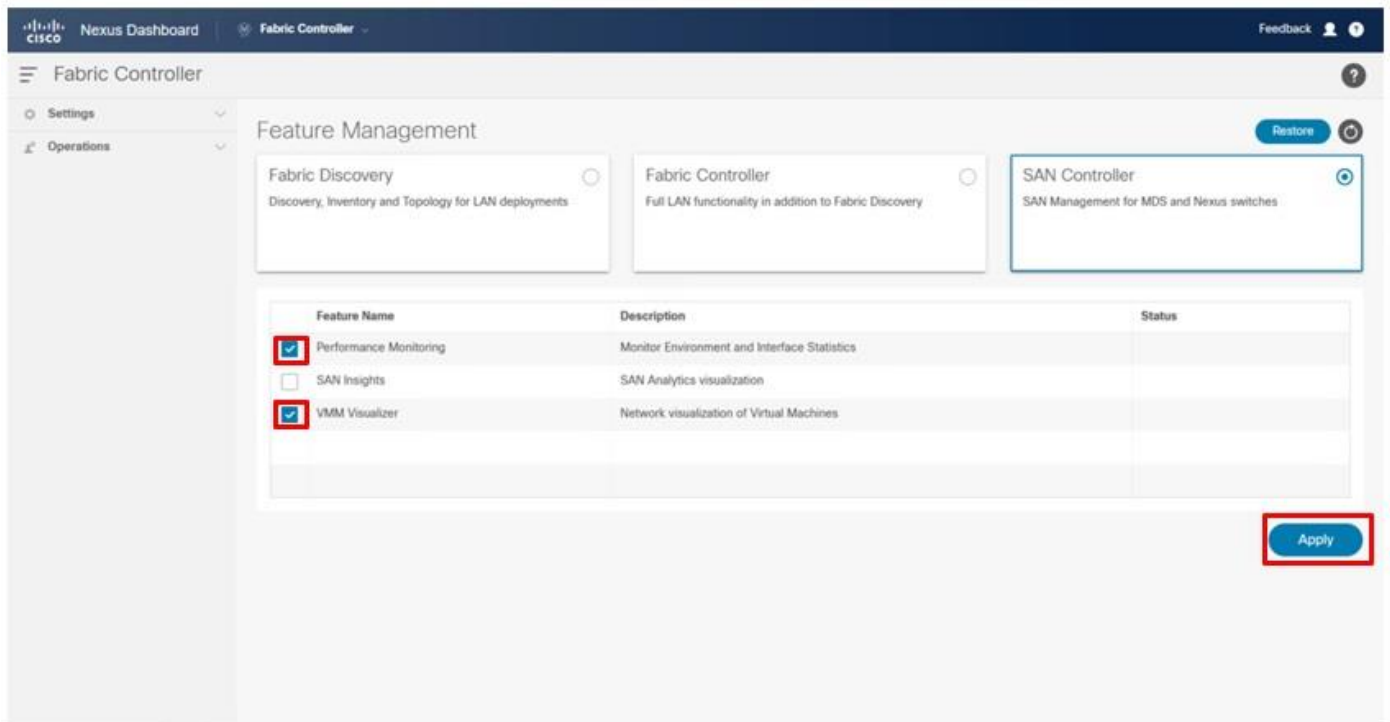 cisco Nexus Dashboard Fabric Controller Feedback
Fabric Controller ?
Settings
Operations
Feature Management Restore
Fabric Discovery
Discovery, Inventory and Topology for LAN deployments
Fabric Controller
Full LAN functionality in addition to Fabric Discovery
SAN Controller
SAN Management for MDS and Nexus switches
Feature Name Description Status
Performance Monitoring Monitor Environment and Interface Statistics
SAN Insights SAN Analytics visualization
VMM Visualizer Network visualization of Virtual Machines
Apply